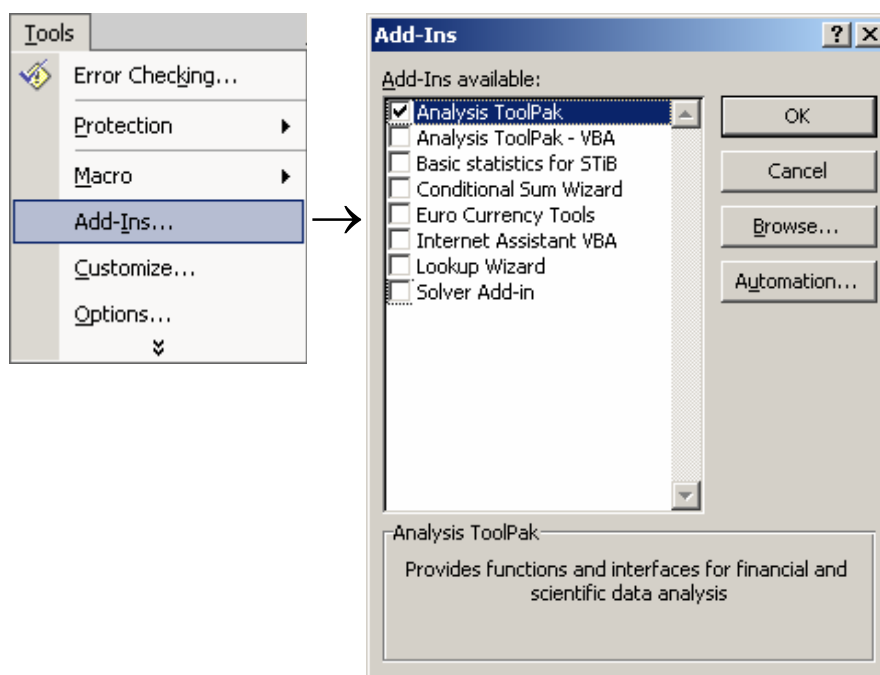 Tools
Error Checking...
Protection
Macro
Add-Ins...
Customize...
Options...
Add-Ins
Add-Ins available:
Analysis ToolPak
Analysis ToolPak - VBA
Basic statistics for STiB
Conditional Sum Wizard
Euro Currency Tools
Internet Assistant VBA
Lookup Wizard
Solver Add-in
OK
Cancel
Browse...
Automation...
Analysis ToolPak
Provides functions and interfaces for financial and
scientific data analysis